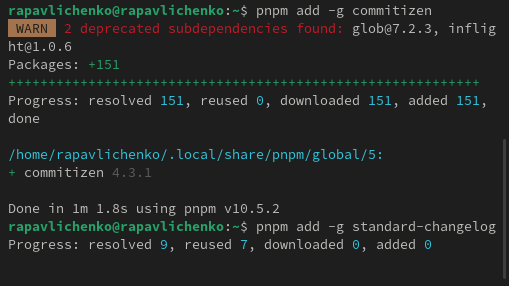 rapavlichenko@rapavlichenko:~$ pnpm add -g commitizen
WARN 2 deprecated subdependencies found: glob@7.2.3, inflig
ht@1.0.6
Packages: +151
+++++++++++++++++++++++++++++++++++++++++++++++++++++++++++
Progress: resolved 151, reused 0, downloaded 151, added 151,
done
/home/rapavlichenko/.local/share/pnpm/global/5:
+ commitizen 4.3.1
Done in 1m 1.8s using pnpm v10.5.2
rapavlichenko@rapavlichenko:~$ pnpm add -g standard-changelog
Progress: resolved 9, reused 7, downloaded 0, added 0